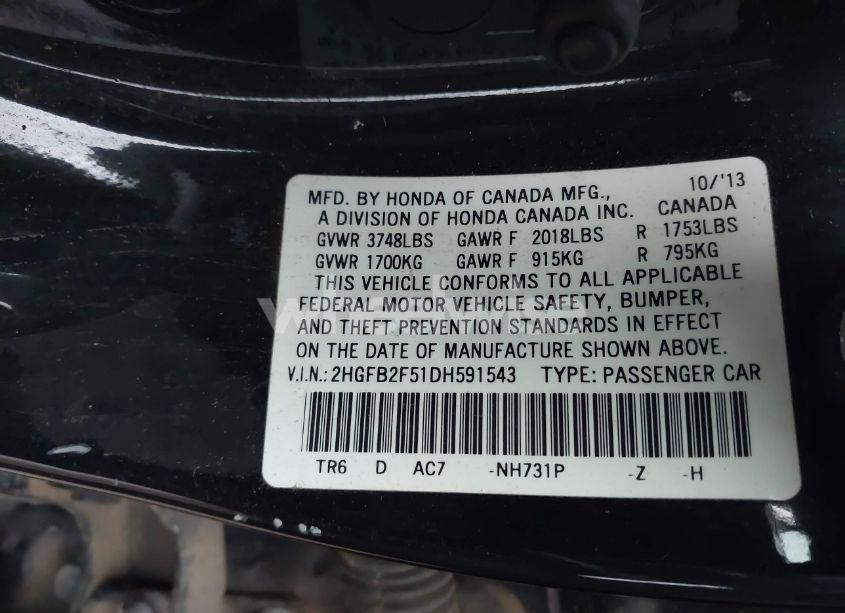 10/'13
MFD. BY HONDA OF CANADA MFG.,
A DIVISION OF HONDA CANADA INC. CANADA
GVWR 3748LBS GAWR F 2018LBS R 1753LBS
GVWR 1700KG GAWR F 915KG R 795KG
THIS VEHICLE CONFORMS TO ALL APPLICABLE
FEDERAL MOTOR VEHICLE SAFETY, BUMPER,
AND THEFT PREVENTION STANDARDS IN EFFECT
ON THE DATE OF MANUFACTURE SHOWN ABOVE.
V.I.N.: 2HGFB2F51DH591543 TYPE: PASSENGER CAR
TR6 D AC7 -NH731P -Z -H